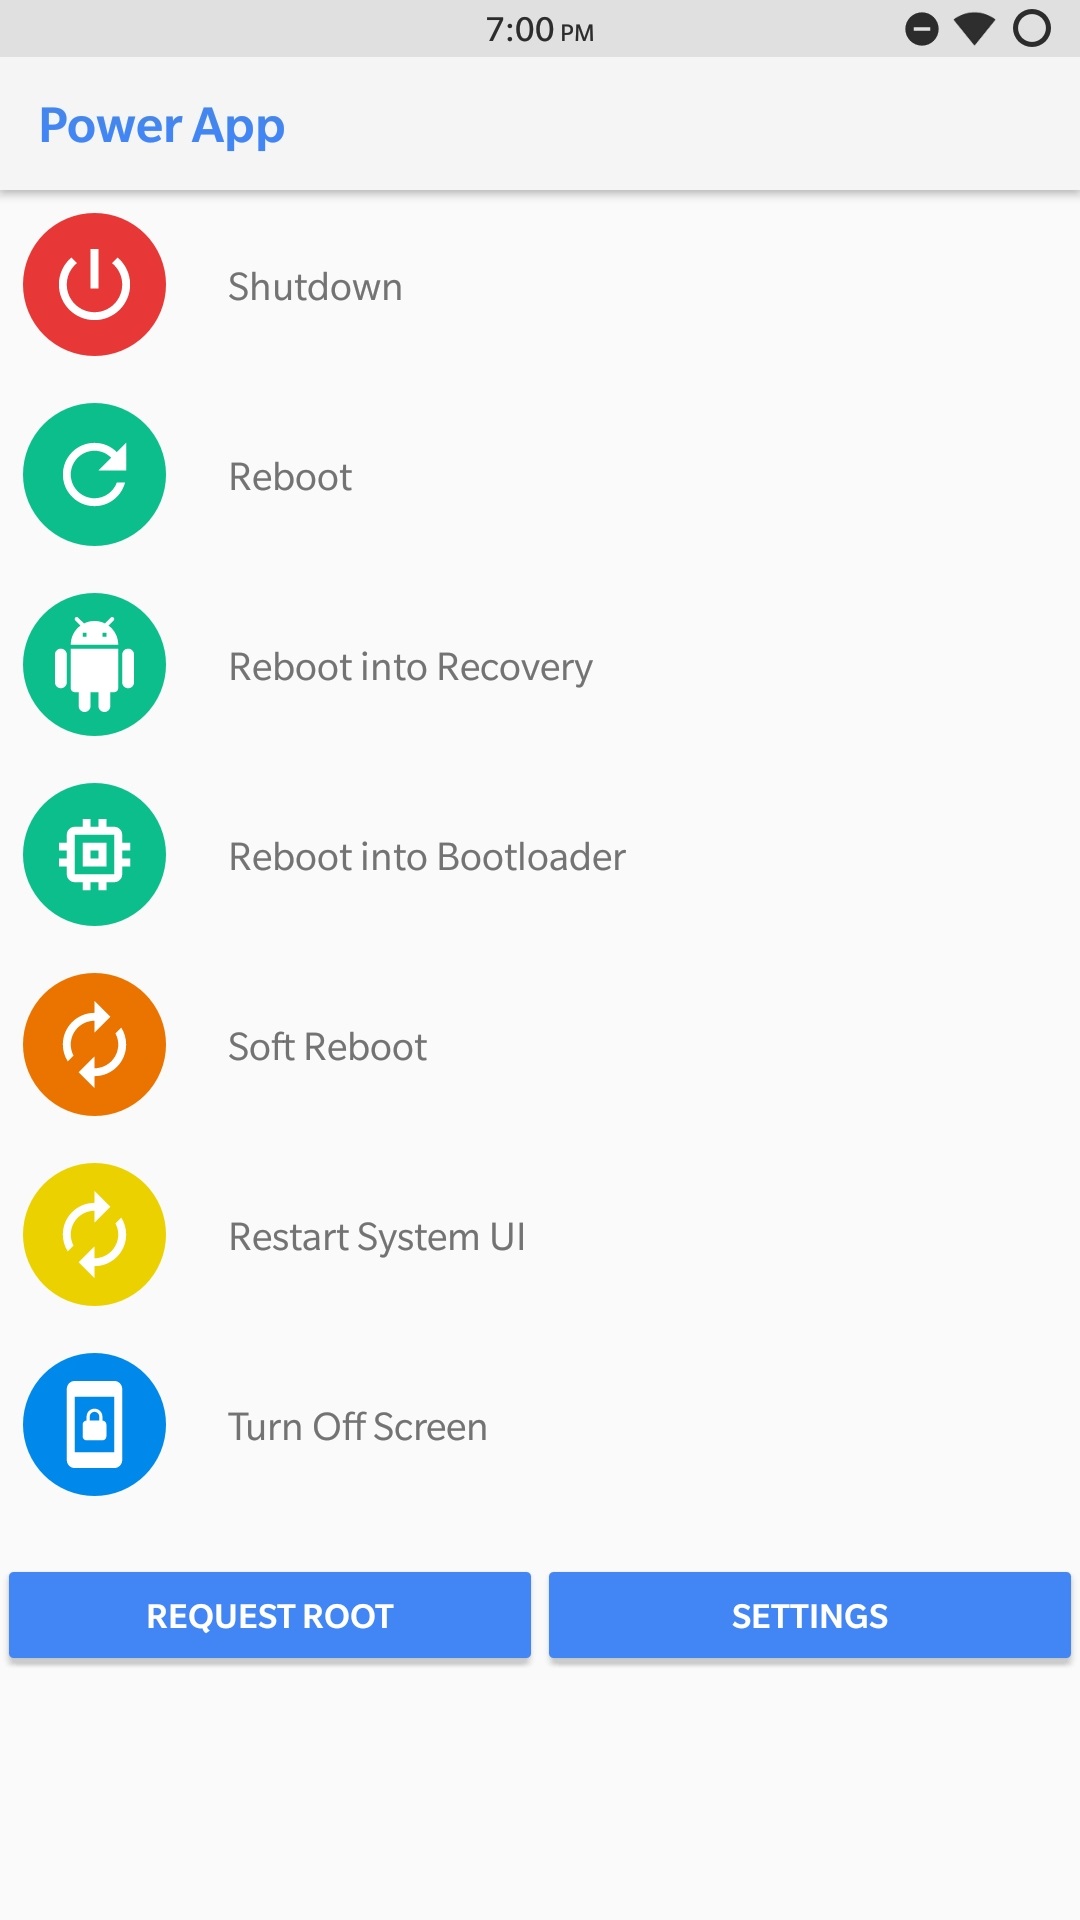 7:00 PM
Power App
Shutdown
Reboot
Reboot into Recovery
Reboot into Bootloader
Soft Reboot
Restart System UI
Turn Off Screen
REQUEST ROOT
SETTINGS